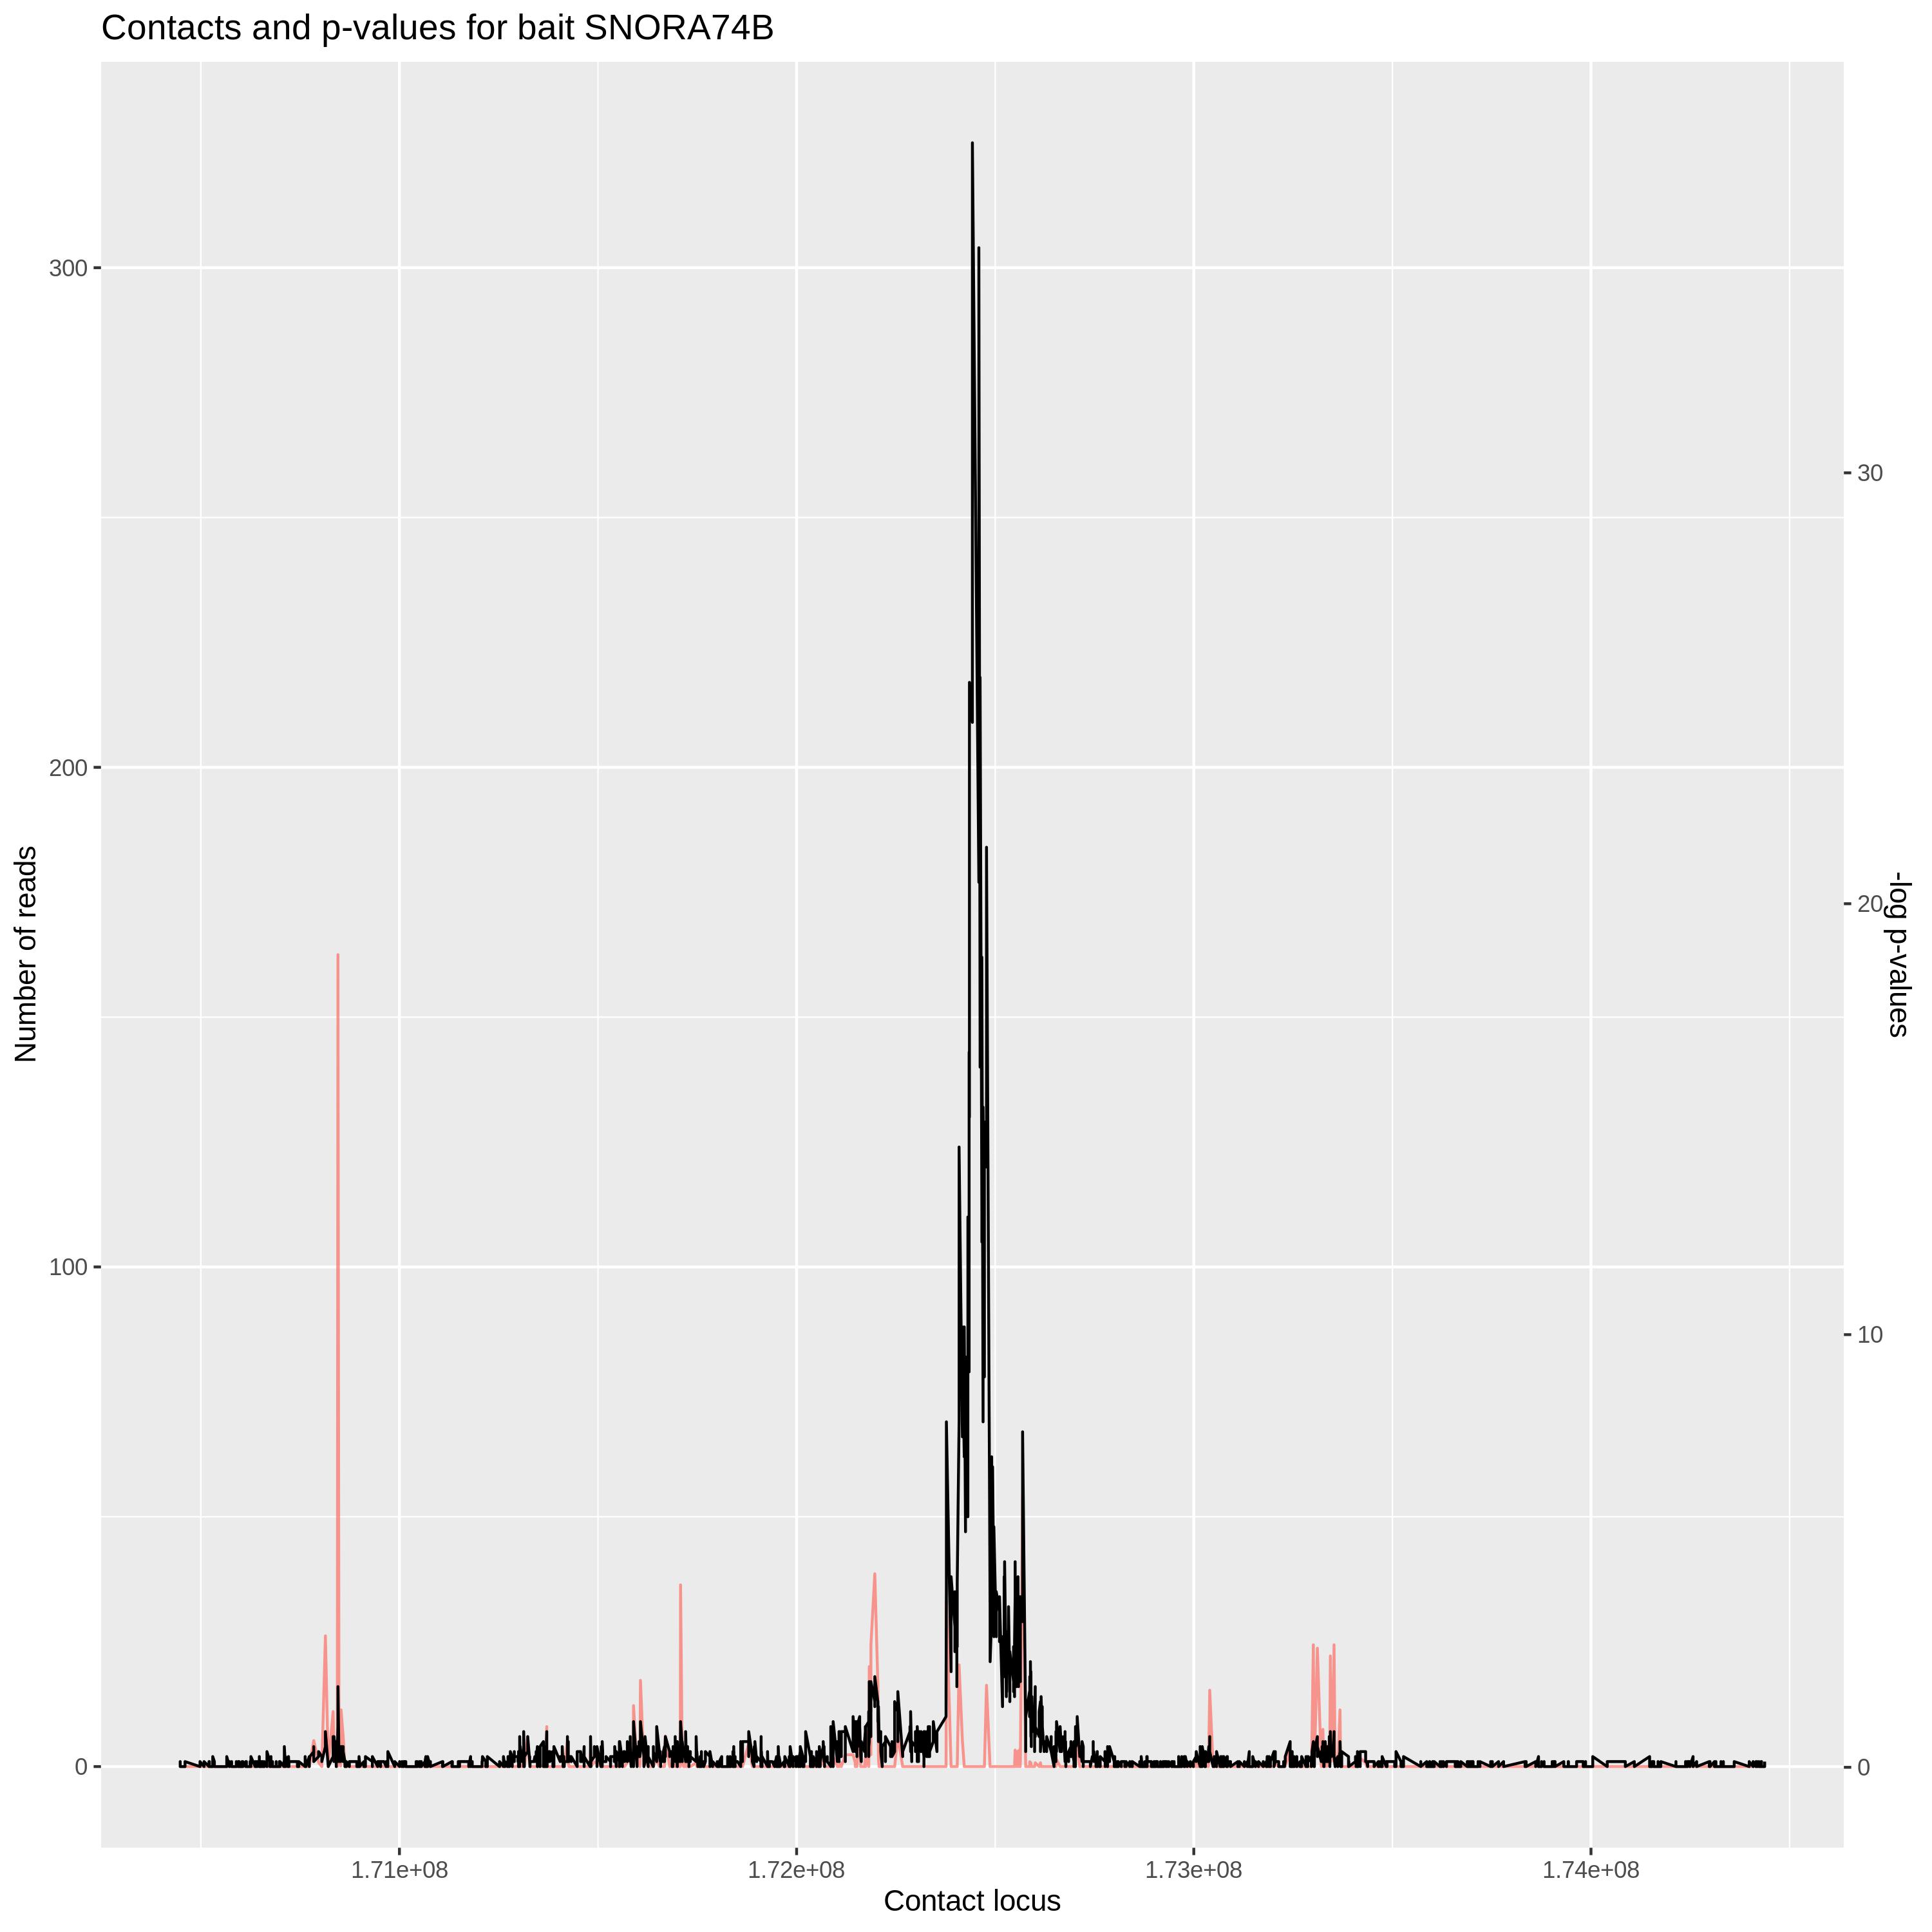 Contacts and p-values for bait SNORA74B
300
200
100
0
Number of reads
30
20
10
0
-log p-values
1.71e+08
1.72e+08
1.73e+08
1.74e+08
Contact locus